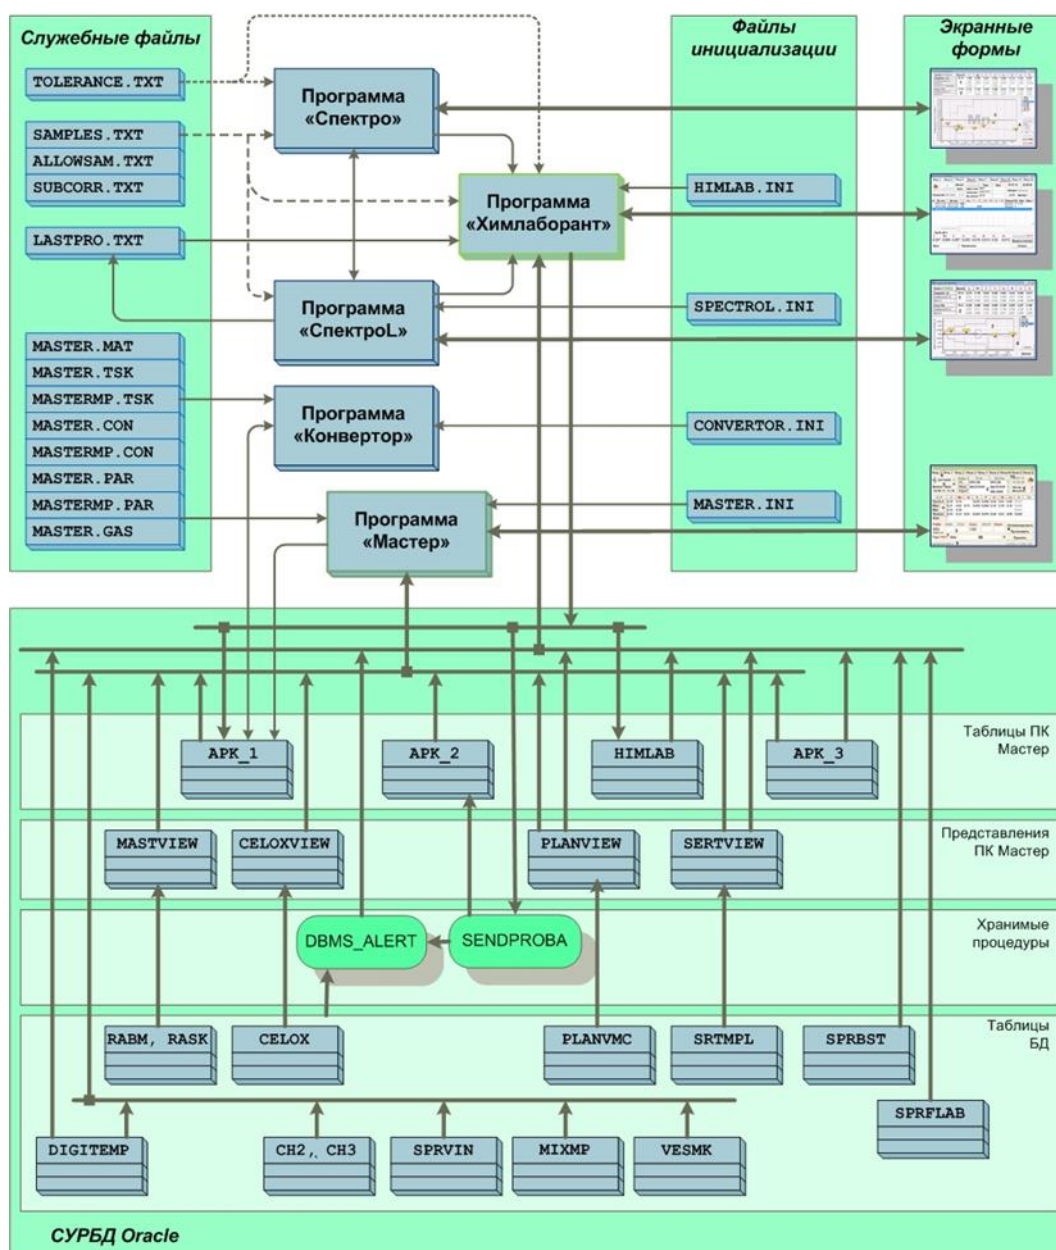 Служебные файлы
Файлы
инициализации
Экранные
формы
TOLERANCE.TXT
SAMPLES.TXT
ALLOWSAM.TXT
SUBCORR.TXT
LASTPRO.TXT
MASTER.MAT
MASTER.TSK
MASTERMP.TSK
MASTER.CON
MASTERMP.CON
MASTER.PAR
MASTERMP.PAR
MASTER.GAS
Программа
«Спектро»
Программа
«Химлаборант»
Программа
«СпектроL»
Программа
«Конвертор»
Программа
«Мастер»
HIMLAB.INI
SPECTROL.INI
CONVERTOR.INI
MASTER.INI
Таблицы ПК
Мастер
APK_1
APK_2
HIMLAB
APK_3
Представления
ПК Мастер
MASTVIEW
CELOXVIEW
PLANVIEW
SERTVIEW
Хранимые
процедуры
DBMS_ALERT
SENDPROBA
Таблицы
БД
RABM, RASK
CELOX
PLANVMC
SRTMPL
SPRBST
SPRFLAB
DIGITEMP
CH2, CH3
SPRVIN
MIXMP
VESMK
СУРБД Oracle